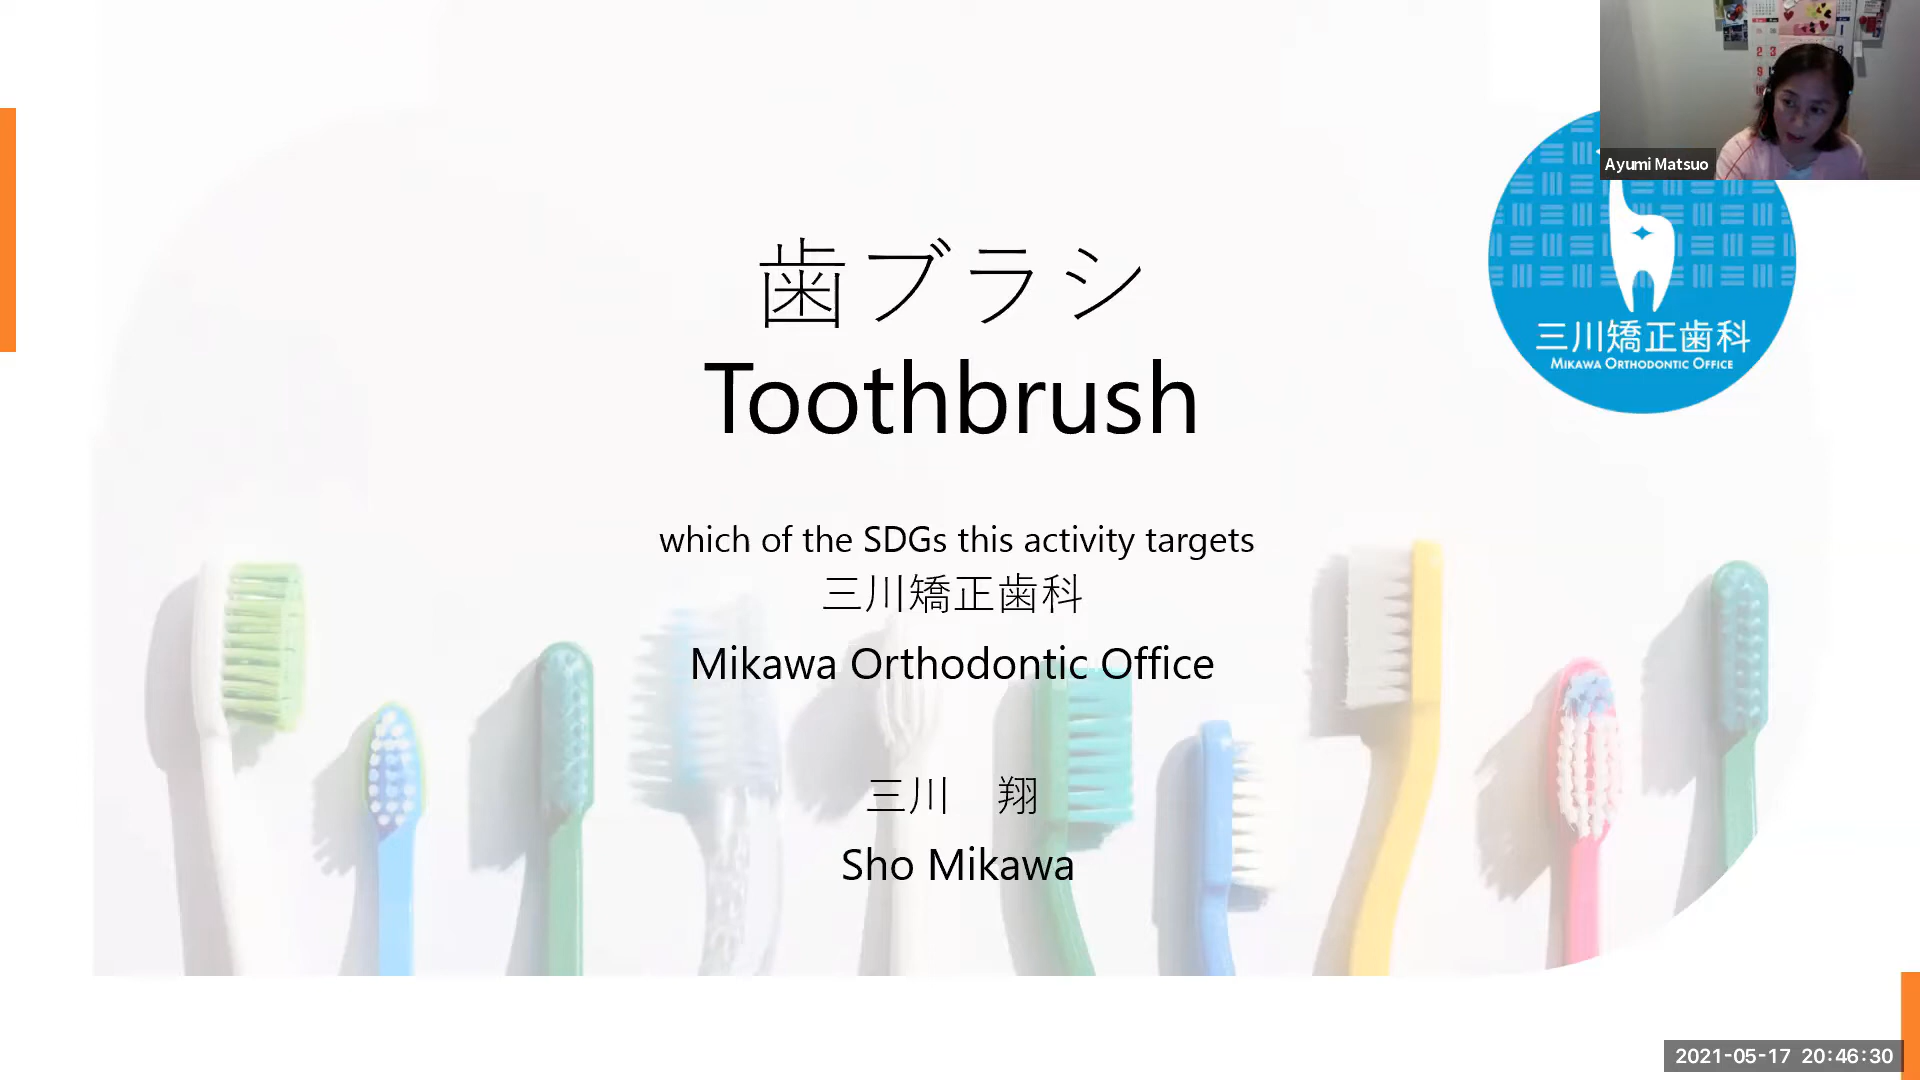 歯ブラシ
Toothbrush
which of the SDGs this activity targets
三川矯正歯科
Mikawa Orthodontic Office
三川　翔
Sho Mikawa
Ayumi Matsuo
三川矯正歯科
MIKAWA ORTHODONTIC OFFICE
2021-05-17 20:46:30